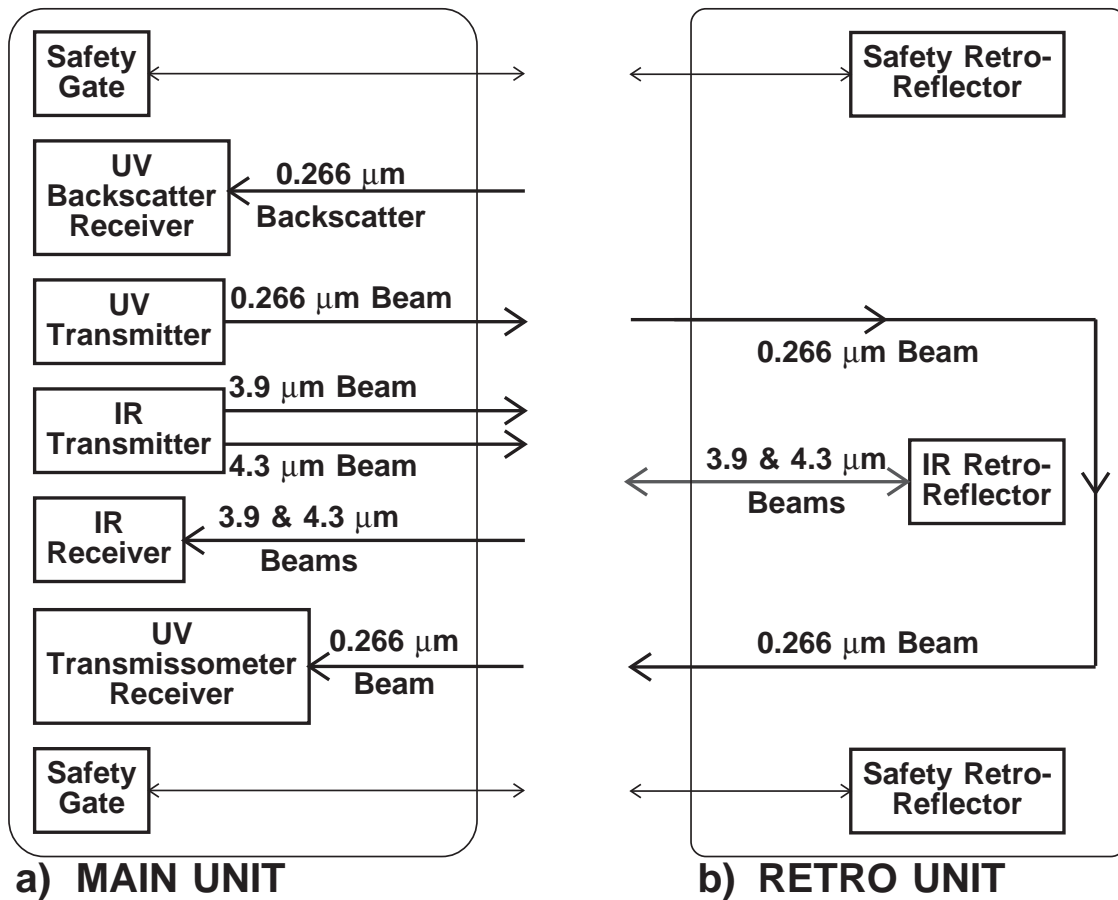 Safety
Gate
UV
Backscatter
Receiver
0.266 μm
Backscatter
UV
Transmitter
0.266 μm Beam
IR
Transmitter
3.9 μm Beam
4.3 μm Beam
IR
Receiver
3.9 & 4.3 μm
Beams
UV
Transmissometer
Receiver
0.266 μm
Beam
Safety
Gate
a) MAIN UNIT
Safety Retro-
Reflector
0.266 μm Beam
3.9 & 4.3 μm
Beams
IR Retro-
Reflector
0.266 μm Beam
Safety Retro-
Reflector
b) RETRO UNIT